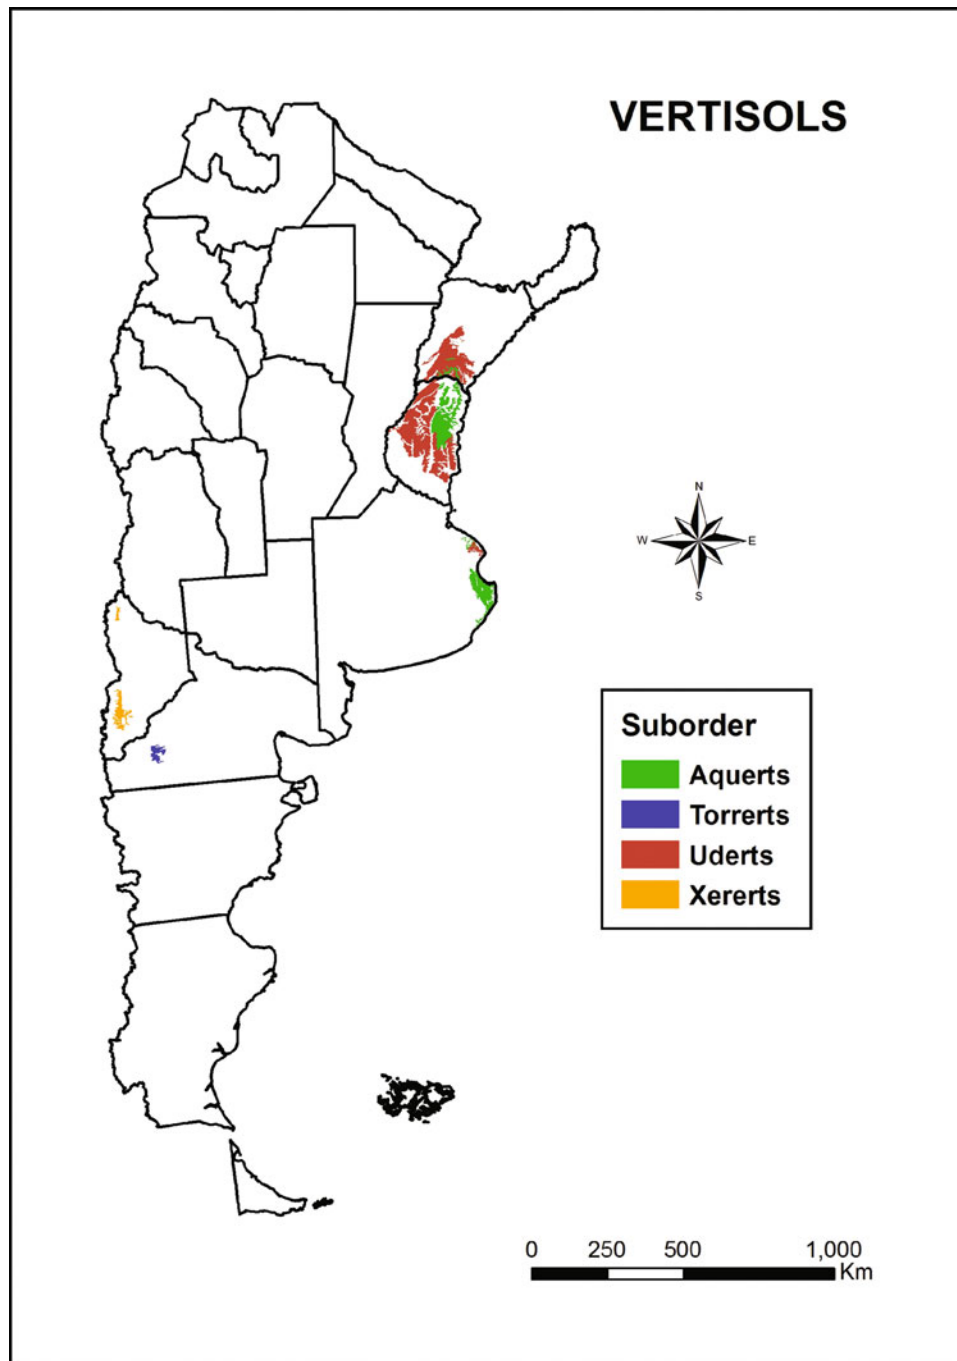 VERTISOLS
N
W E
S
Suborder
Aquerts
Torrerts
Uderts
Xererts
0 250 500 1,000
Km